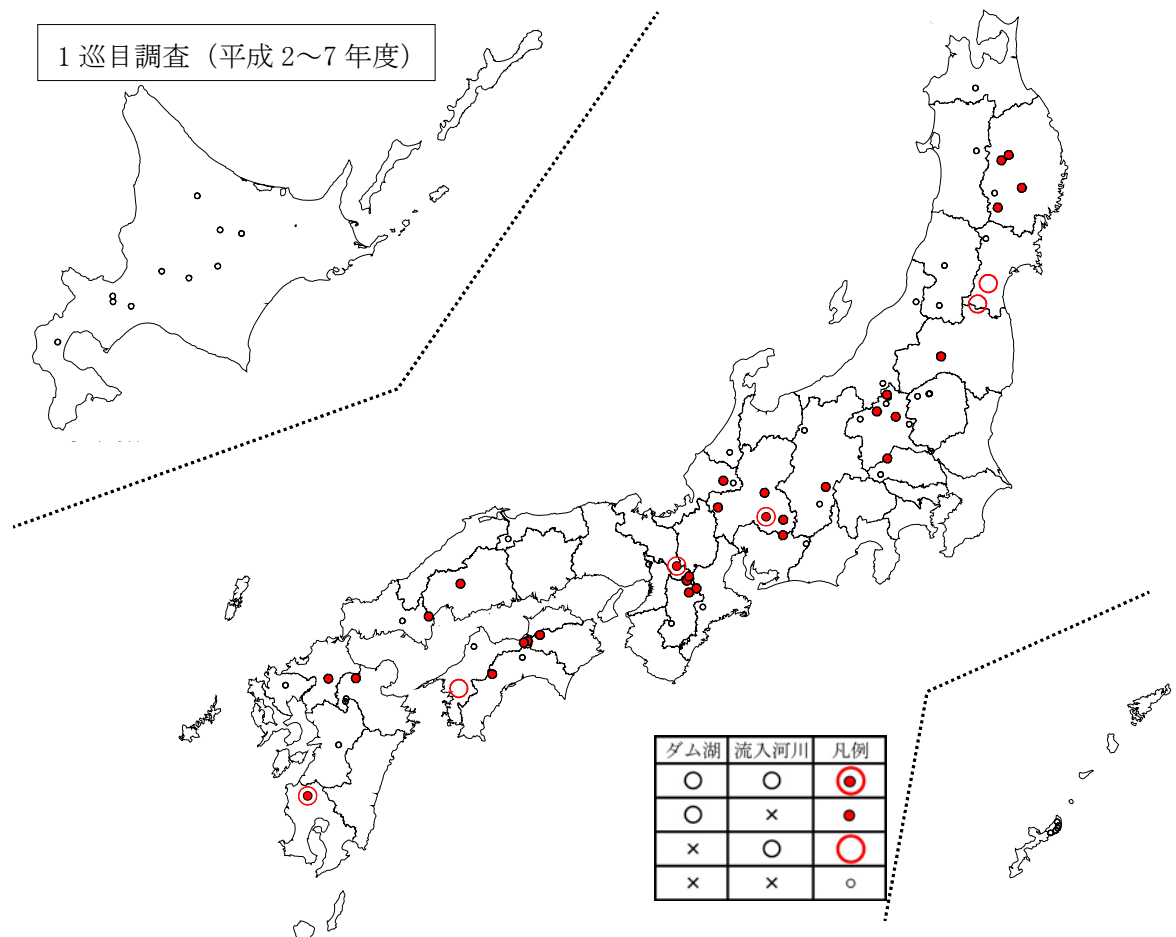 1巡目調査（平成2～7年度）
ダム湖 流入河川 凡例
○ ○
○ ×
× ○
× ×